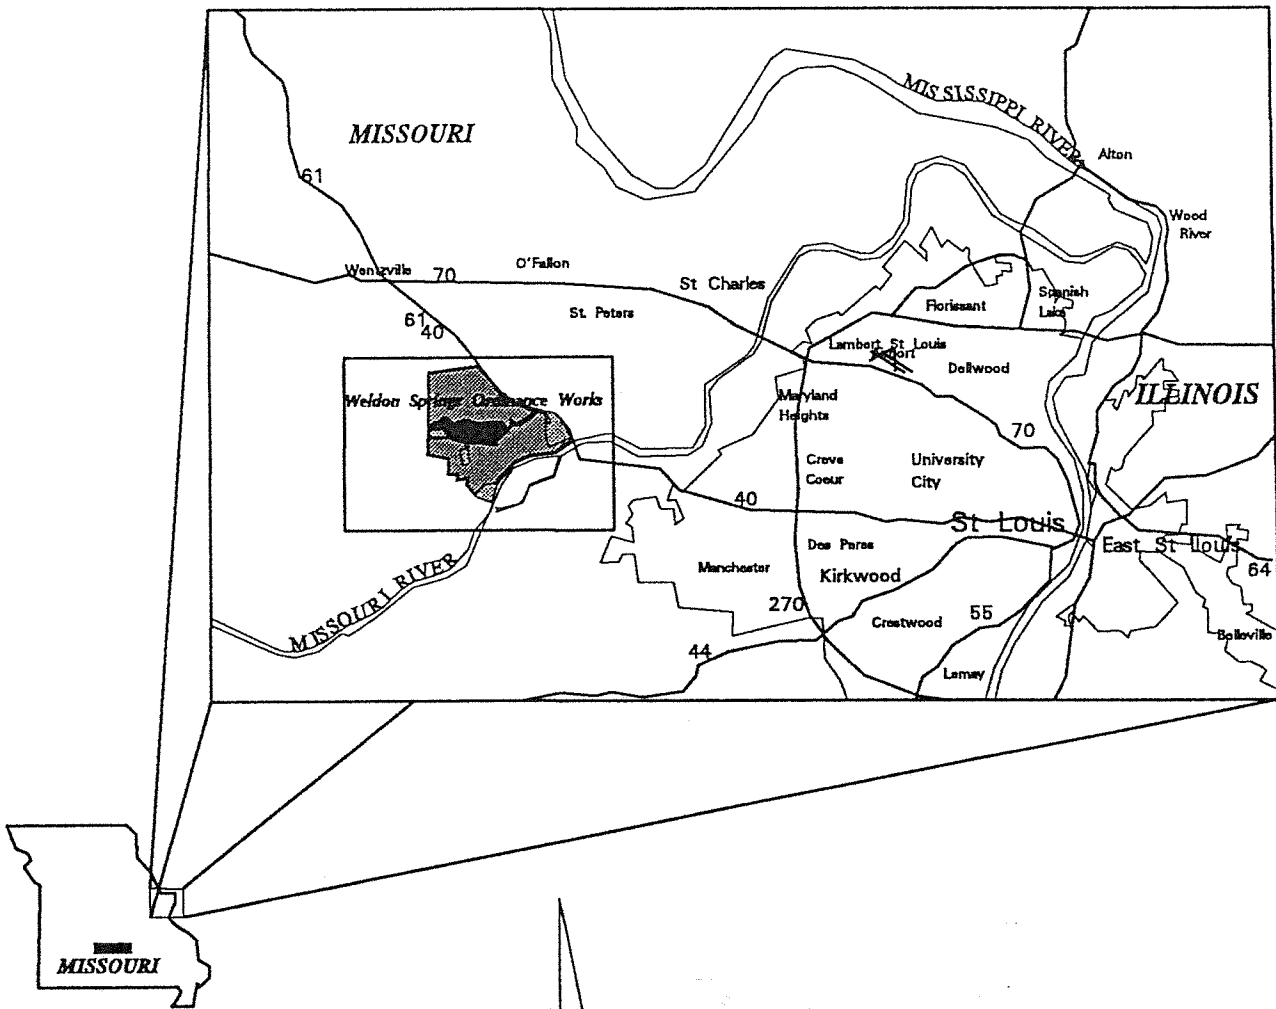 MISSISSIPPI RIVER
MISSOURI
Alton
61
Wood
River
Wentzville
70
O'Fallon
St Charles
Spanish
Lake
Florissant
St. Peters
61
40
Lambert St Louis
Airport
Dellwood
Weldon Springs Ordnance Works
Maryland
Heights
ILLINOIS
70
Creve
Coeur
University
City
40
St Louis
East St Louis
Des Peres
64
Manchester
Kirkwood
MISSOURI RIVER
270
55
Crestwood
Belleville
44
Lemay
MISSOURI